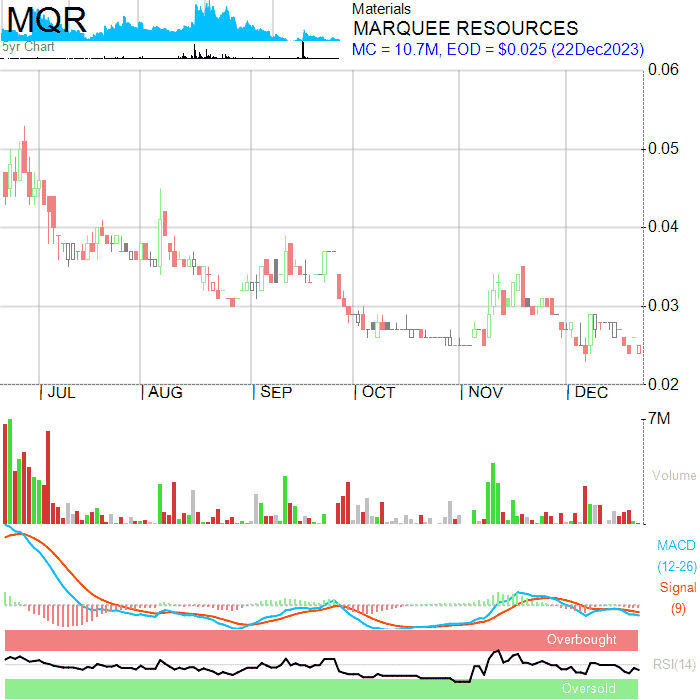 MQR
5yr Chart
Materials
MARQUEE RESOURCES
MC = 10.7M, EOD = $0.025 (22Dec2023)
0.06
0.05
0.04
0.03
0.02
JUL AUG SEP OCT NOV DEC
7M
Volume
MACD
(12-26)
Signal
(9)
Overbought
RSI(14)
Oversold